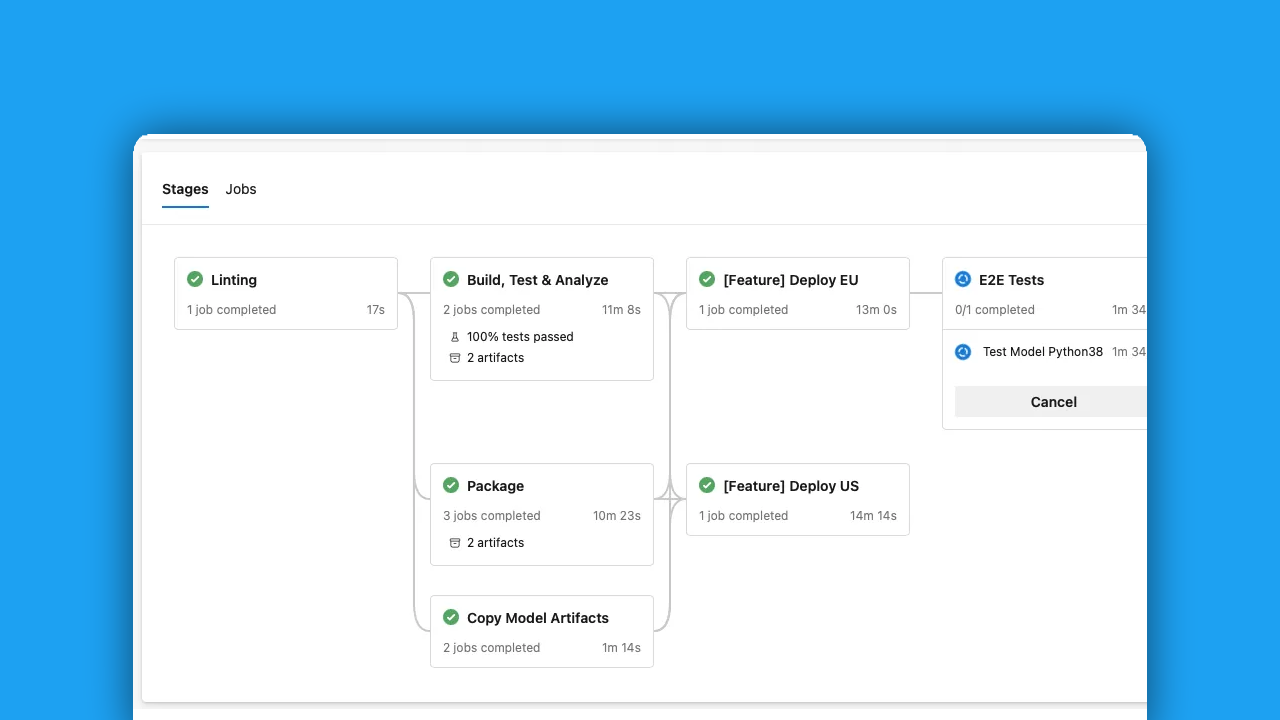 Stages Jobs
Linting
1 job completed 17s
Build, Test & Analyze
2 jobs completed 11m 8s
100% tests passed
2 artifacts
[Feature] Deploy EU
1 job completed 13m 0s
E2E Tests
0/1 completed 1m 34
Test Model Python38 1m 34
Cancel
Package
3 jobs completed 10m 23s
2 artifacts
[Feature] Deploy US
1 job completed 14m 14s
Copy Model Artifacts
2 jobs completed 1m 14s